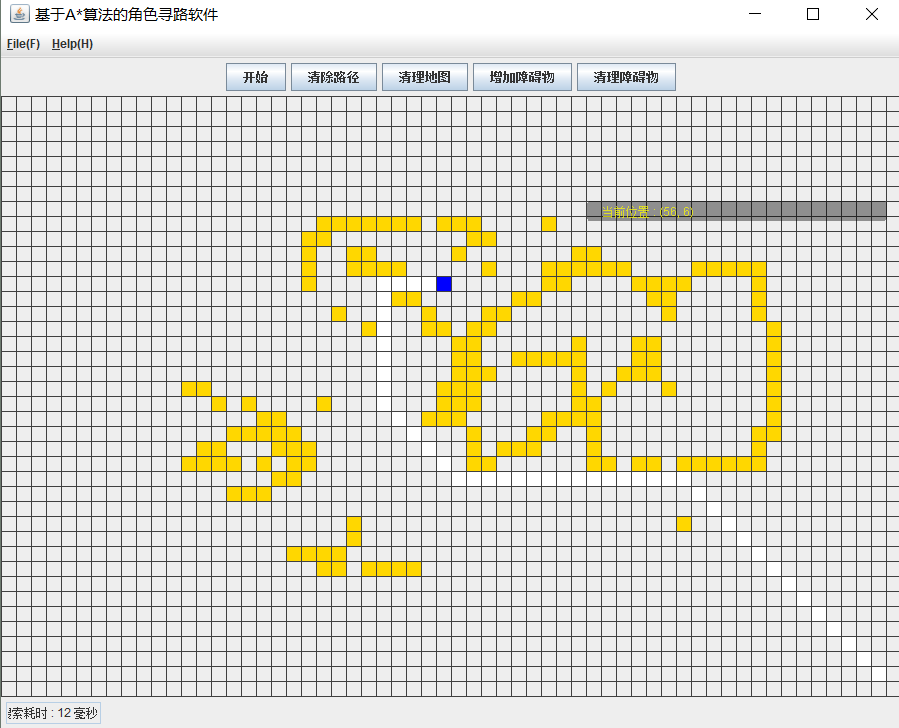 基于A*算法的角色寻路软件
File(F) Help(H)
开始 清除路径 清理地图 增加障碍物 清理障碍物
当前位置 : (56, 6)
搜索耗时 : 12 毫秒